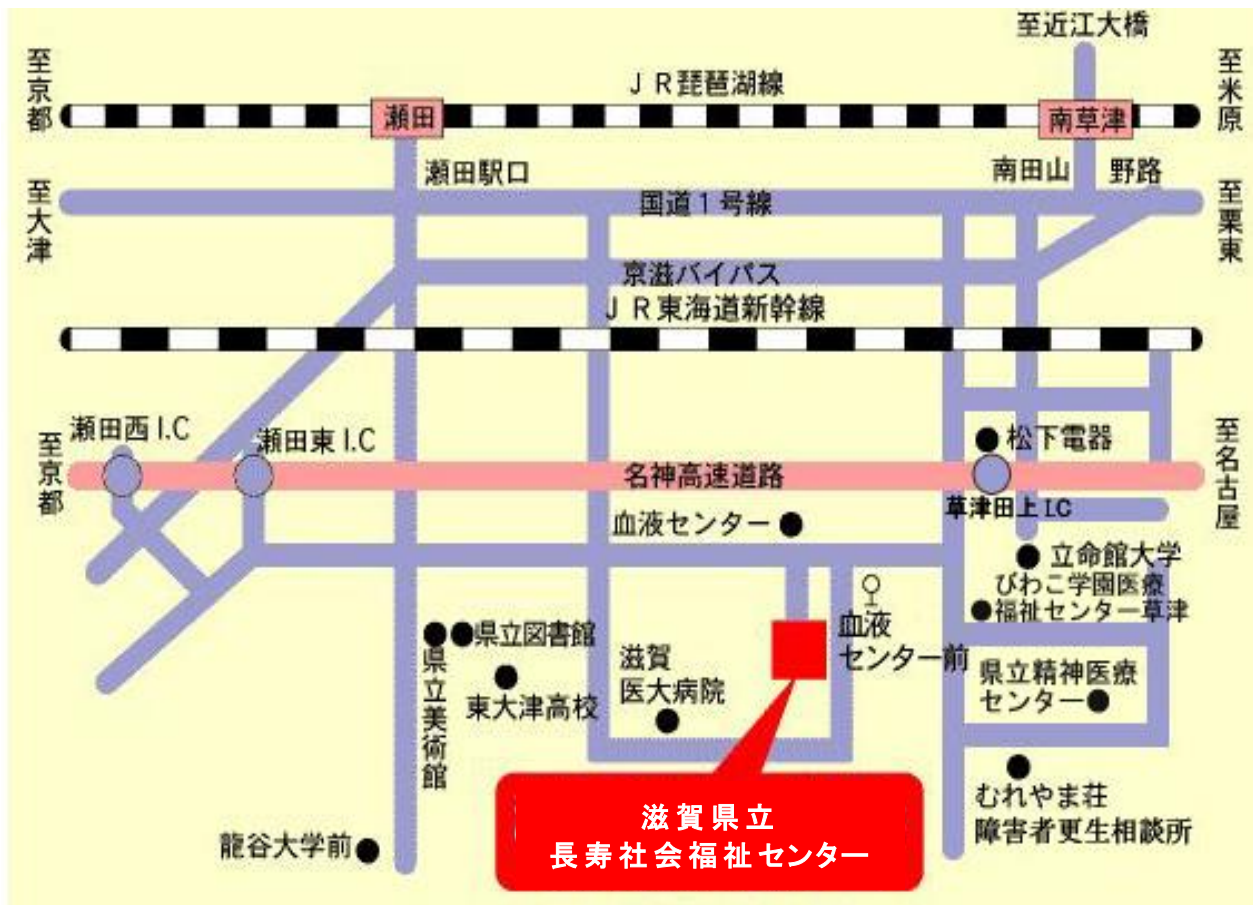 至近江大橋
至京都
ＪＲ琵琶湖線
至米原
瀬田
南草津
瀬田駅口
南田山
野路
至大津
国道１号線
至栗東
京滋バイパス
ＪＲ東海道新幹線
瀬田西 I.C
瀬田東 I.C
松下電器
至京都
名神高速道路
至名古屋
草津田上 I.C
血液センター
立命館大学
びわこ学園医療
福祉センター草津
血液
センター前
県立図書館
県立美術館
滋賀
医大病院
東大津高校
県立精神医療
センター
むれやま荘
障害者更生相談所
滋賀県立
長寿社会福祉センター
龍谷大学前